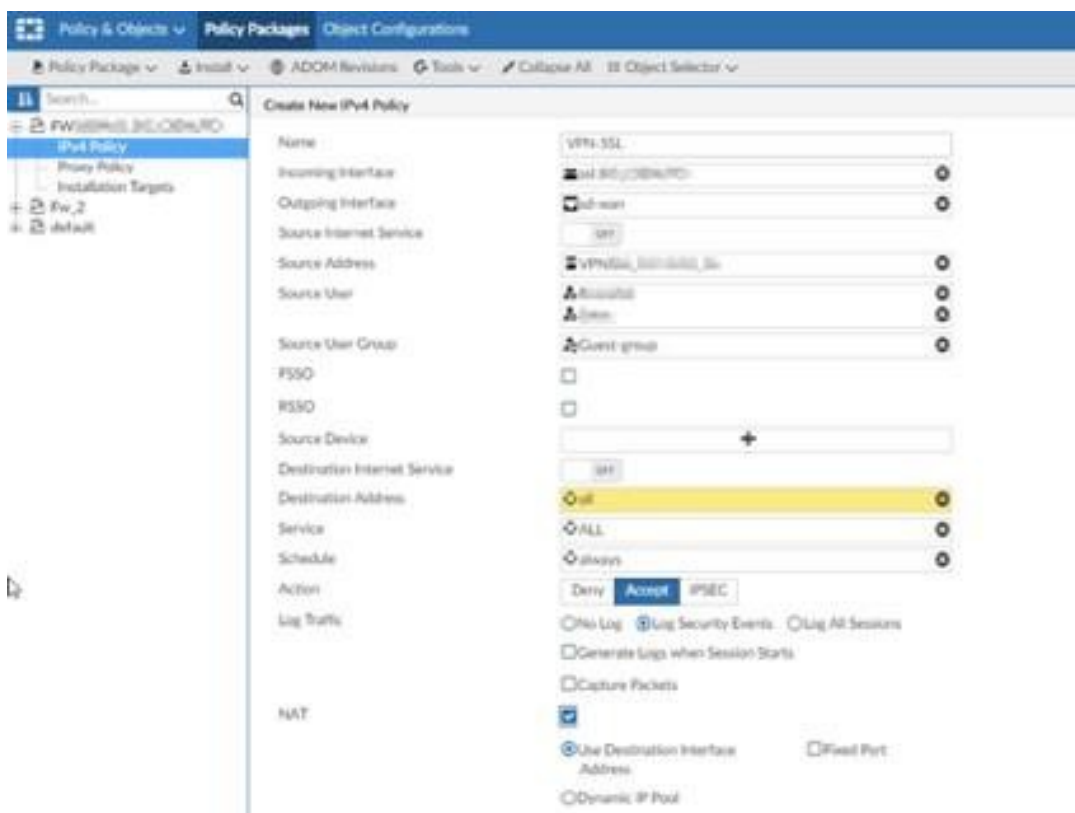 Policy & Objects Policy Packages Object Configurations
Policy Package Install ADOM Revisions Tools Collapse All Object Selector
Search...
Create New IPv4 Policy
IPv4 Policy
Proxy Policy
Installation Targets
Fw_2
default
Name VPN-SSL
Incoming Interface
Outgoing Interface sd-wan
Source Internet Service OFF
Source Address
Source User
Source User Group Guest-group
FSSO
RSSO
Source Device
Destination Internet Service OFF
Destination Address all
Service ALL
Schedule always
Action Deny Accept IPSEC
Log Traffic No Log Log Security Events Log All Sessions
Generate Logs when Session Starts
Capture Packets
NAT
Use Destination Interface Address Fixed Port
Dynamic IP Pool